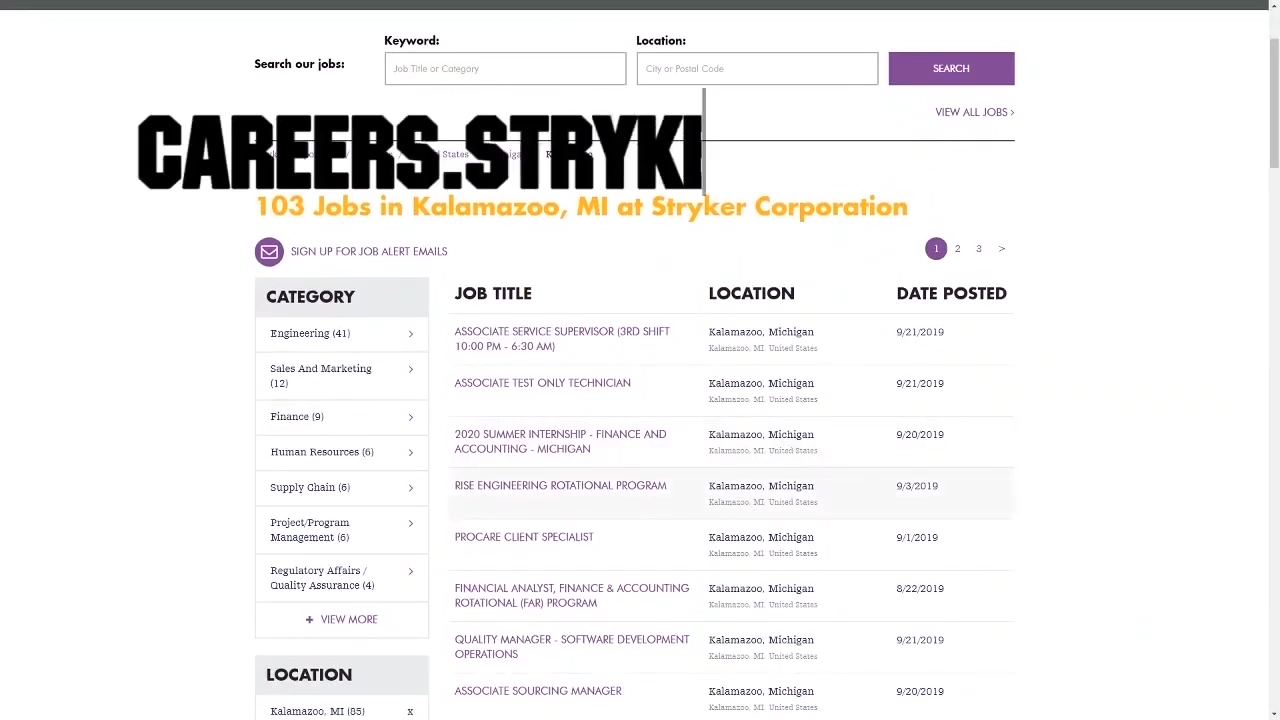 Keyword:
Location:
Search our jobs:
Job Title or Category
City or Postal Code
SEARCH
VIEW ALL JOBS >
CAREERS.STRYKI
103 Jobs in Kalamazoo, MI at Stryker Corporation
SIGN UP FOR JOB ALERT EMAILS
1 2 3 >
CATEGORY
Engineering (41)
Sales And Marketing
(12)
Finance (9)
Human Resources (6)
Supply Chain (6)
Project/Program
Management (6)
Regulatory Affairs /
Quality Assurance (4)
+ VIEW MORE
LOCATION
Kalamazoo, MI (85) x
JOB TITLE LOCATION DATE POSTED
ASSOCIATE SERVICE SUPERVISOR (3RD SHIFT Kalamazoo, Michigan 9/21/2019
10:00 PM - 6:30 AM) Kalamazoo, MI, United States
ASSOCIATE TEST ONLY TECHNICIAN Kalamazoo, Michigan 9/21/2019
Kalamazoo, MI, United States
2020 SUMMER INTERNSHIP - FINANCE AND Kalamazoo, Michigan 9/20/2019
ACCOUNTING - MICHIGAN Kalamazoo, MI, United States
RISE ENGINEERING ROTATIONAL PROGRAM Kalamazoo, Michigan 9/3/2019
Kalamazoo, MI, United States
PROCARE CLIENT SPECIALIST Kalamazoo, Michigan 9/1/2019
Kalamazoo, MI, United States
FINANCIAL ANALYST, FINANCE & ACCOUNTING Kalamazoo, Michigan 8/22/2019
ROTATIONAL (FAR) PROGRAM Kalamazoo, MI, United States
QUALITY MANAGER - SOFTWARE DEVELOPMENT Kalamazoo, Michigan 9/21/2019
OPERATIONS Kalamazoo, MI, United States
ASSOCIATE SOURCING MANAGER Kalamazoo, Michigan 9/20/2019
Kalamazoo, MI, United States